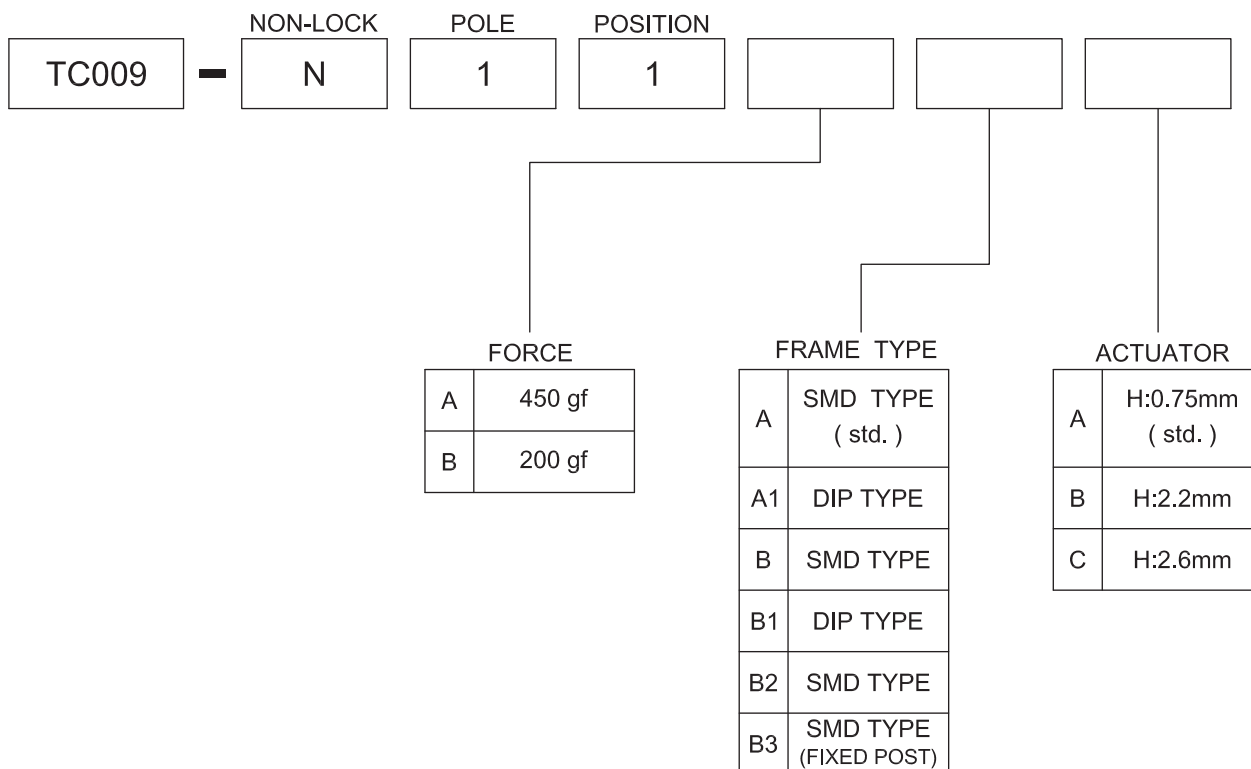 NON-LOCK POLE POSITION
TC009 - N 1 1
FORCE
A 450 gf
B 200 gf
FRAME TYPE
A SMD TYPE
( std. )
A1 DIP TYPE
B SMD TYPE
B1 DIP TYPE
B2 SMD TYPE
B3 SMD TYPE
(FIXED POST)
ACTUATOR
A H:0.75mm
( std. )
B H:2.2mm
C H:2.6mm